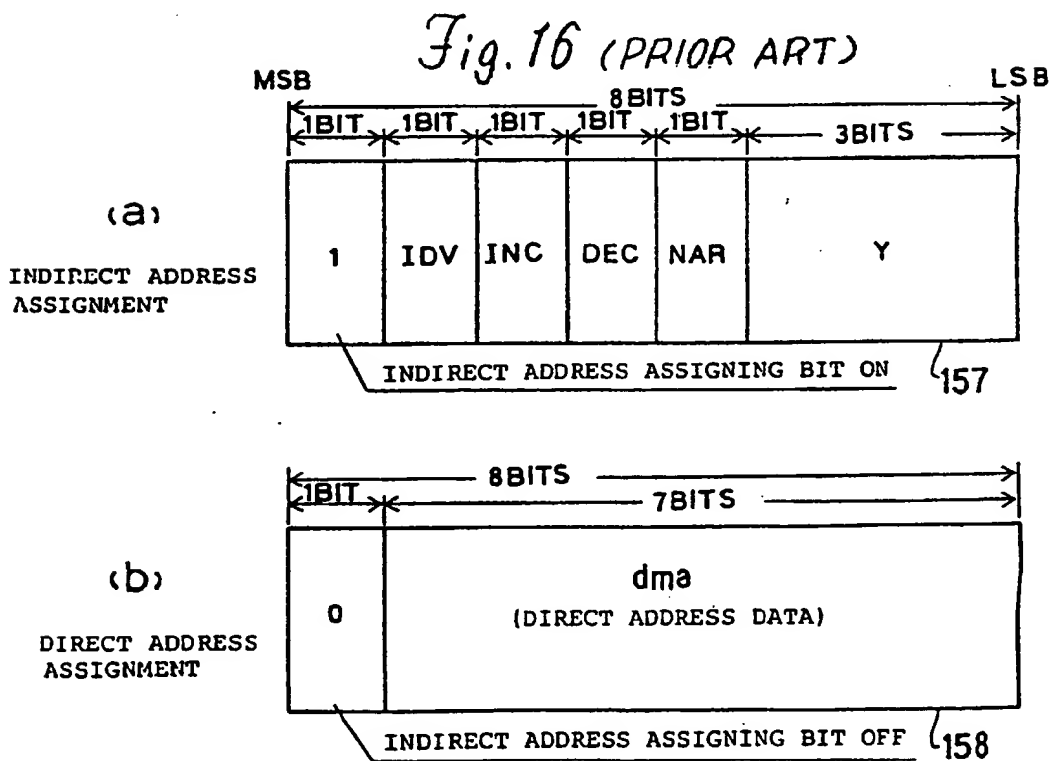 Fig. 16 (PRIOR ART)
MSB LSB
8BITS
1BIT 1BIT 1BIT 1BIT 1BIT 3BITS
(a)
INDIRECT ADDRESS
ASSIGNMENT
1 IDV INC DEC NAR Y
INDIRECT ADDRESS ASSIGNING BIT ON 157
8BITS
1BIT 7BITS
(b)
DIRECT ADDRESS
ASSIGNMENT
0
dma
(DIRECT ADDRESS DATA)
INDIRECT ADDRESS ASSIGNING BIT OFF 158